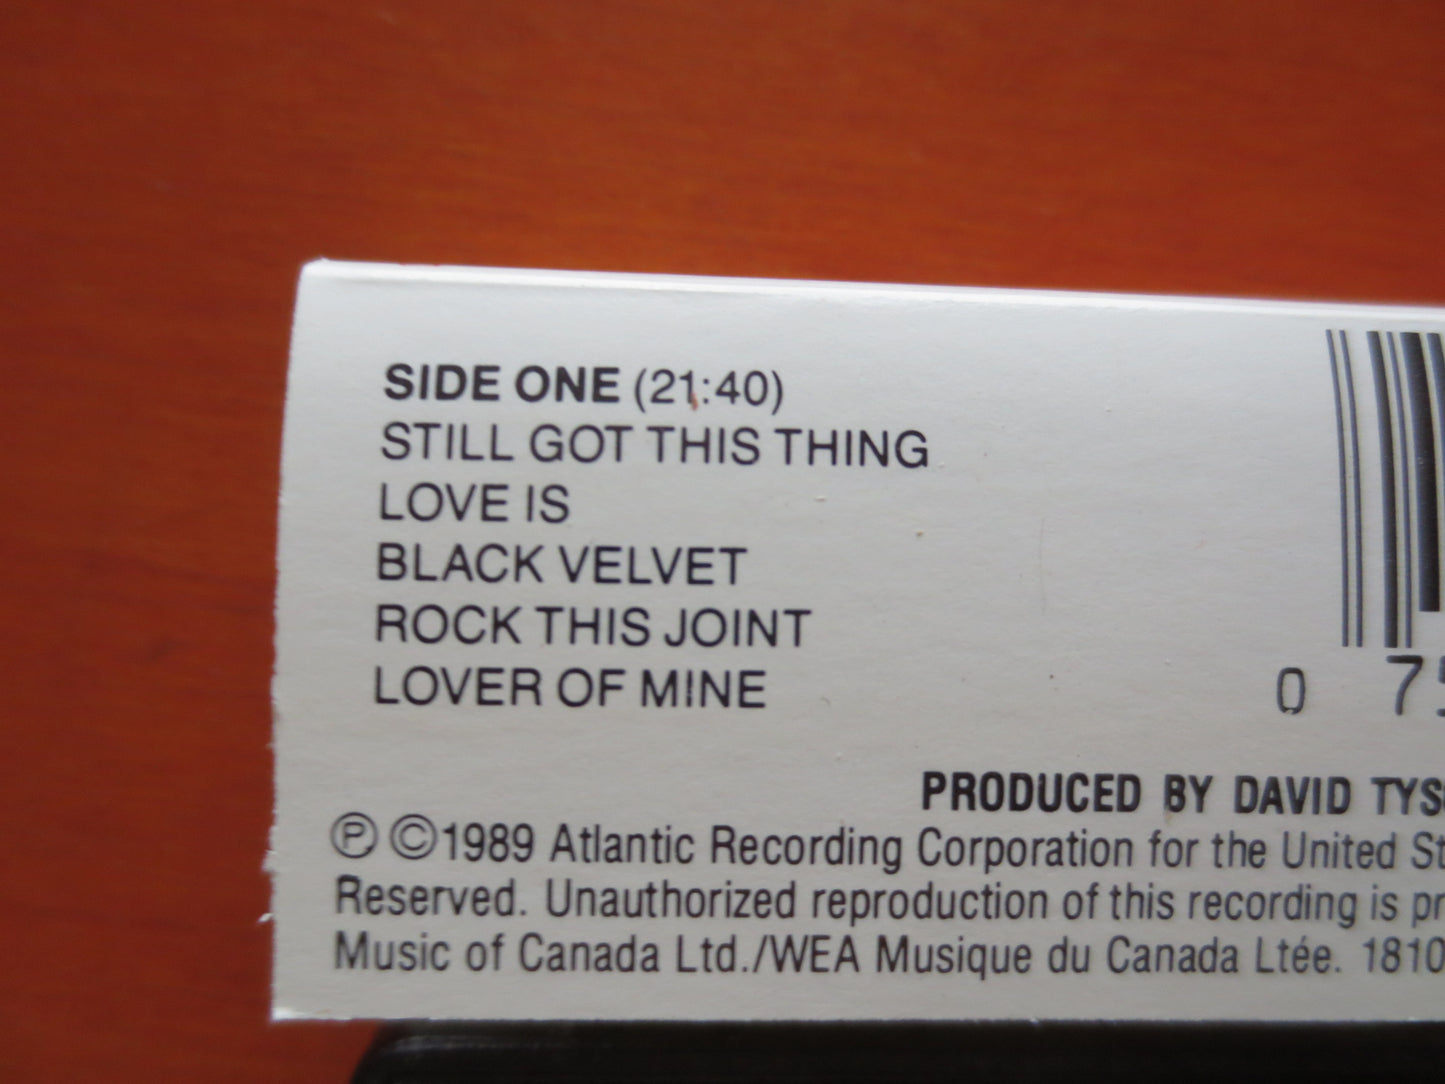 SIDE ONE (21:40)
STILL GOT THIS THING
LOVE IS
BLACK VELVET
ROCK THIS JOINT
LOVER OF MINE
0 75
PRODUCED BY DAVID TYS
Ⓟ ©1989 Atlantic Recording Corporation for the United St
Reserved. Unauthorized reproduction of this recording is pr
Music of Canada Ltd./WEA Musique du Canada Ltée. 1810